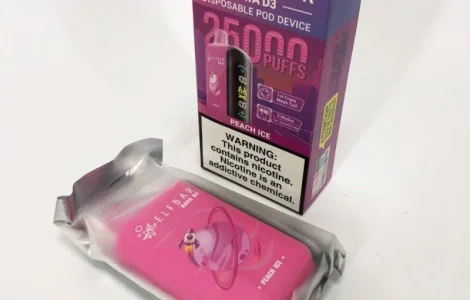 D3
DISPOSABLE POD DEVICE
25000
PUFFS
PEACH ICE
WARNING:
This product
contains nicotine.
Nicotine is an
addictive chemical.
ELFBAR
PEACH ICE